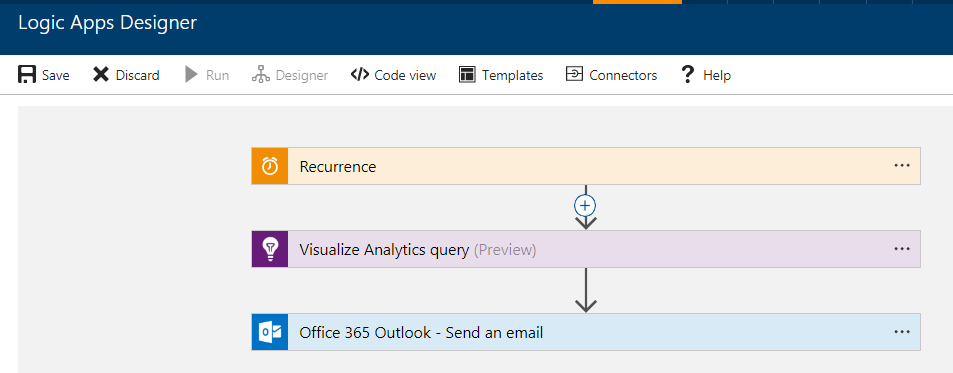 Logic Apps Designer
Save Discard Run Designer </> Code view Templates Connectors ? Help
Recurrence ...
Visualize Analytics query (Preview) ...
Office 365 Outlook - Send an email ...